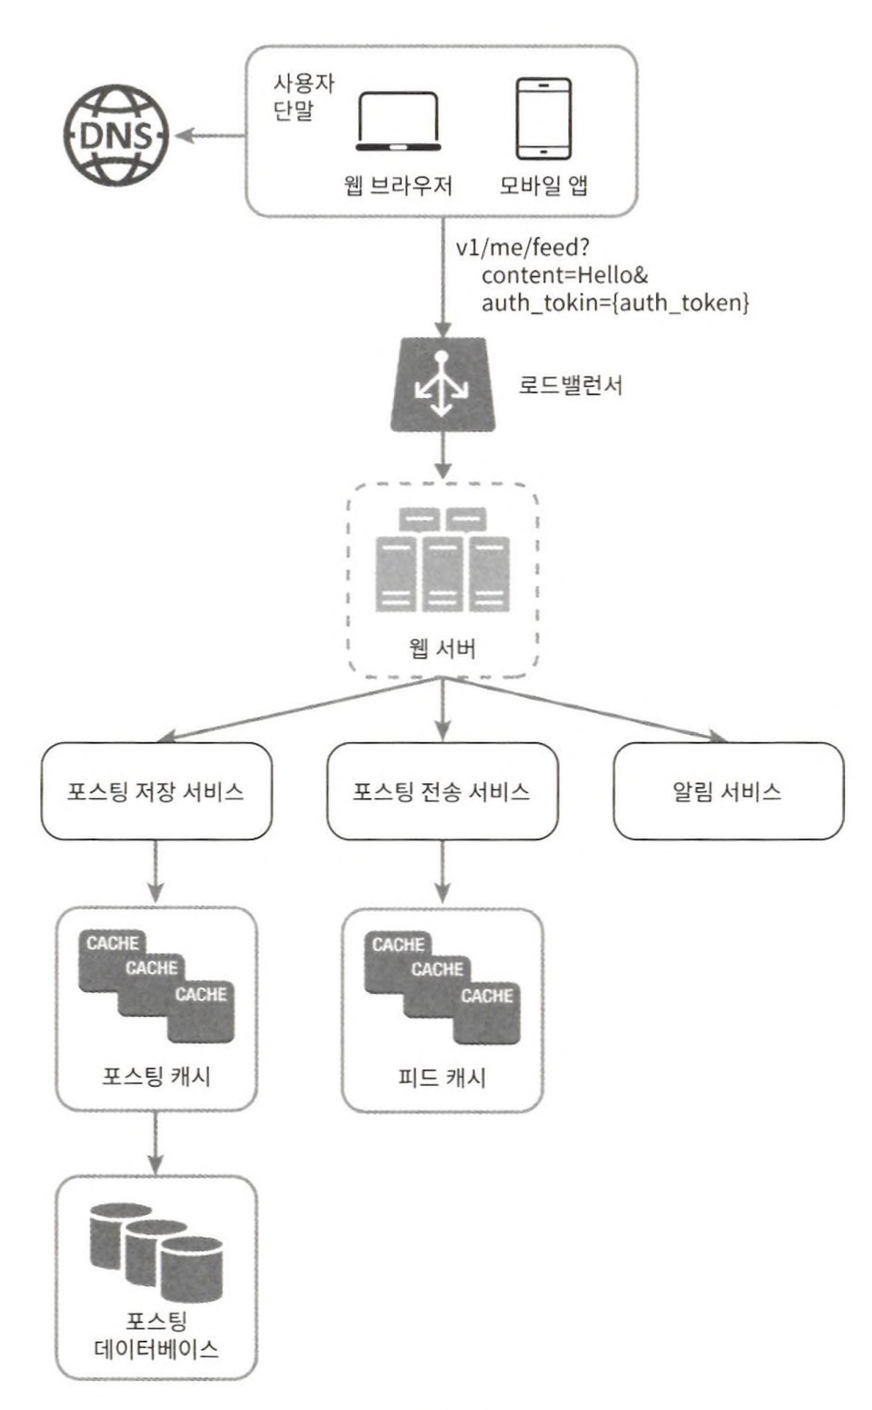 사용자
단말
DNS
웹 브라우저
모바일 앱
v1/me/feed?
content=Hello&
auth_tokin={auth_token}
로드밸런서
웹 서버
포스팅 저장 서비스
포스팅 전송 서비스
알림 서비스
CACHE
CACHE
CACHE
포스팅 캐시
CACHE
CACHE
CACHE
피드 캐시
포스팅
데이터베이스